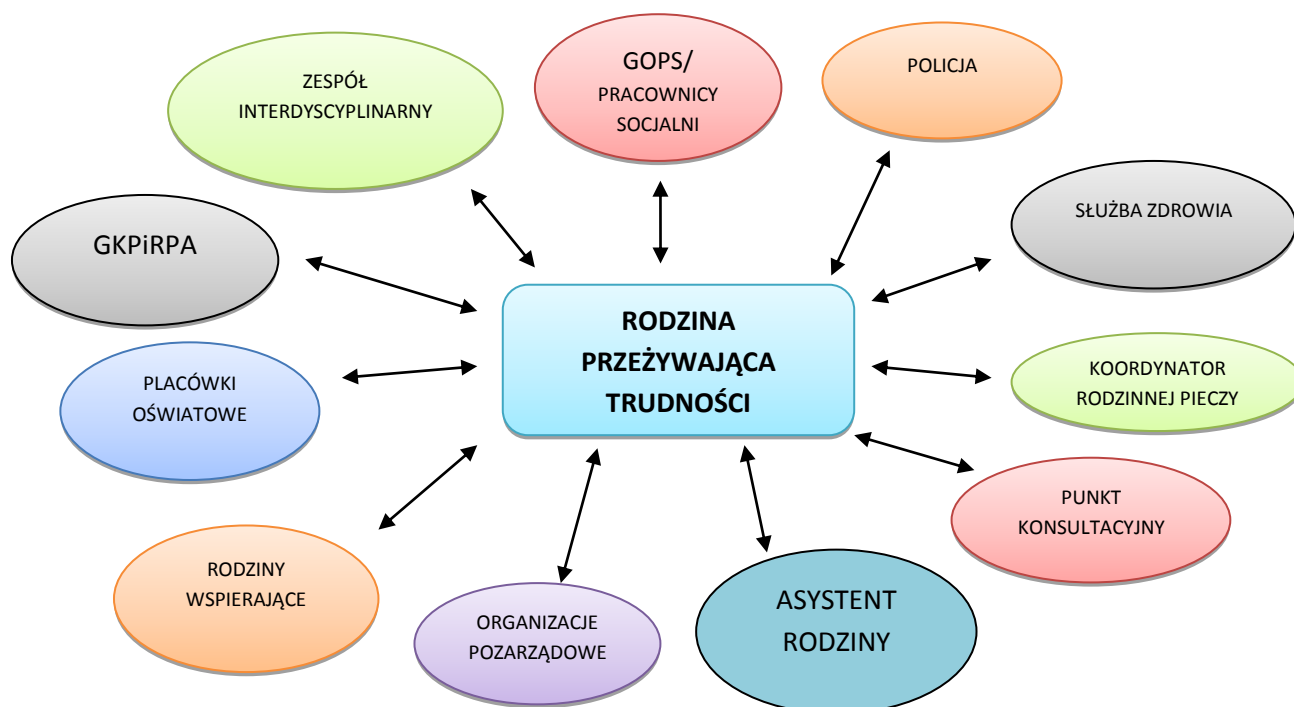 ZESPÓŁ
INTERDYSCYPLINARNY
GOPS/
PRACOWNICY
SOCJALNI
POLICJA
SŁUŻBA ZDROWIA
GKPiRPA
RODZINA
PRZEŻYWAJĄCA
TRUDNOŚCI
KOORDYNATOR
RODZINNEJ PIECZY
PLACÓWKI
OŚWIATOWE
PUNKT
KONSULTACYJNY
RODZINY
WSPIERAJĄCE
ORGANIZACJE
POZARZĄDOWE
ASYSTENT
RODZINY